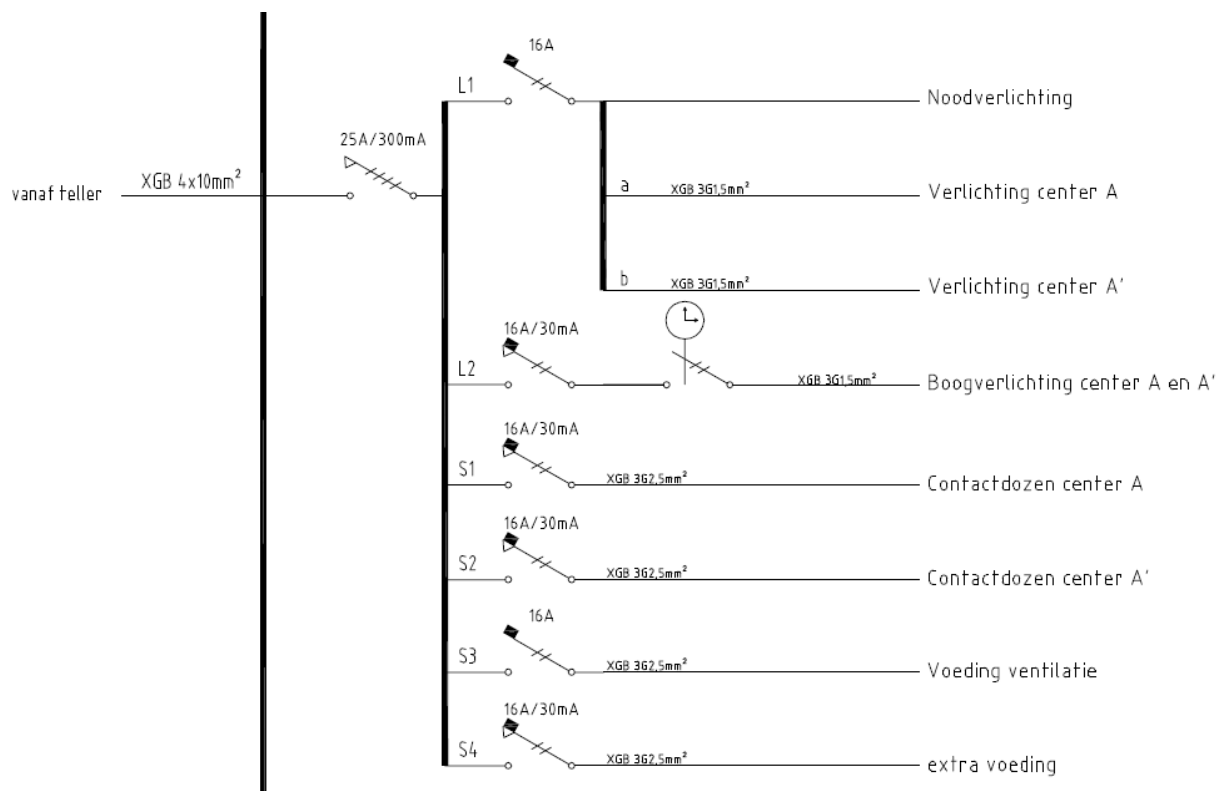 16A
L1
Noodverlichting
25A/300mA
vanaf teller
XGB 4x10mm²
a
XGB 3G1,5mm²
Verlichting center A
b
XGB 3G1,5mm²
Verlichting center A'
16A/30mA
L2
XGB 3G1,5mm²
Boogverlichting center A en A'
16A/30mA
S1
XGB 3G2,5mm²
Contactdozen center A
16A/30mA
S2
XGB 3G2,5mm²
Contactdozen center A'
16A
S3
XGB 3G2,5mm²
Voeding ventilatie
16A/30mA
S4
XGB 3G2,5mm²
extra voeding